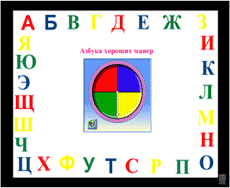 А Б В Г Д Е Ж З
И
К
Л
М
Н
О
П
Р
С
Т
У
Ф
Х
Ц
Ч
Ш
Щ
Э
Ю
Я
Азбука хороших манер